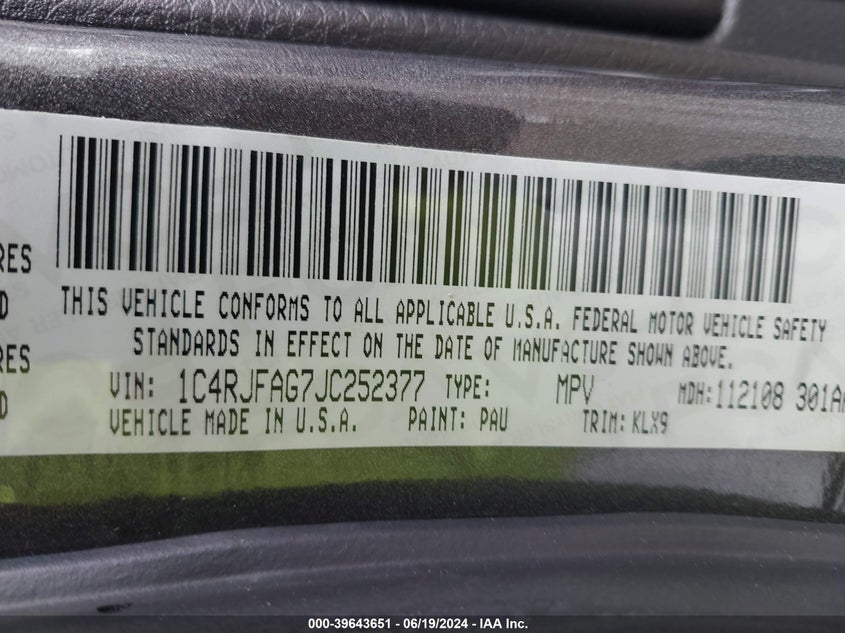 THIS VEHICLE CONFORMS TO ALL APPLICABLE U.S.A. FEDERAL MOTOR VEHICLE SAFETY
RES
STANDARDS IN EFFECT ON THE DATE OF MANUFACTURE SHOWN ABOVE.
VIN: 1C4RJFAG7JC252377 TYPE: MPV MDH:112108 301A
VEHICLE MADE IN U.S.A. PAINT: PAU TRIM: KLX9
000-39643651 - 06/19/2024 - IAA Inc.